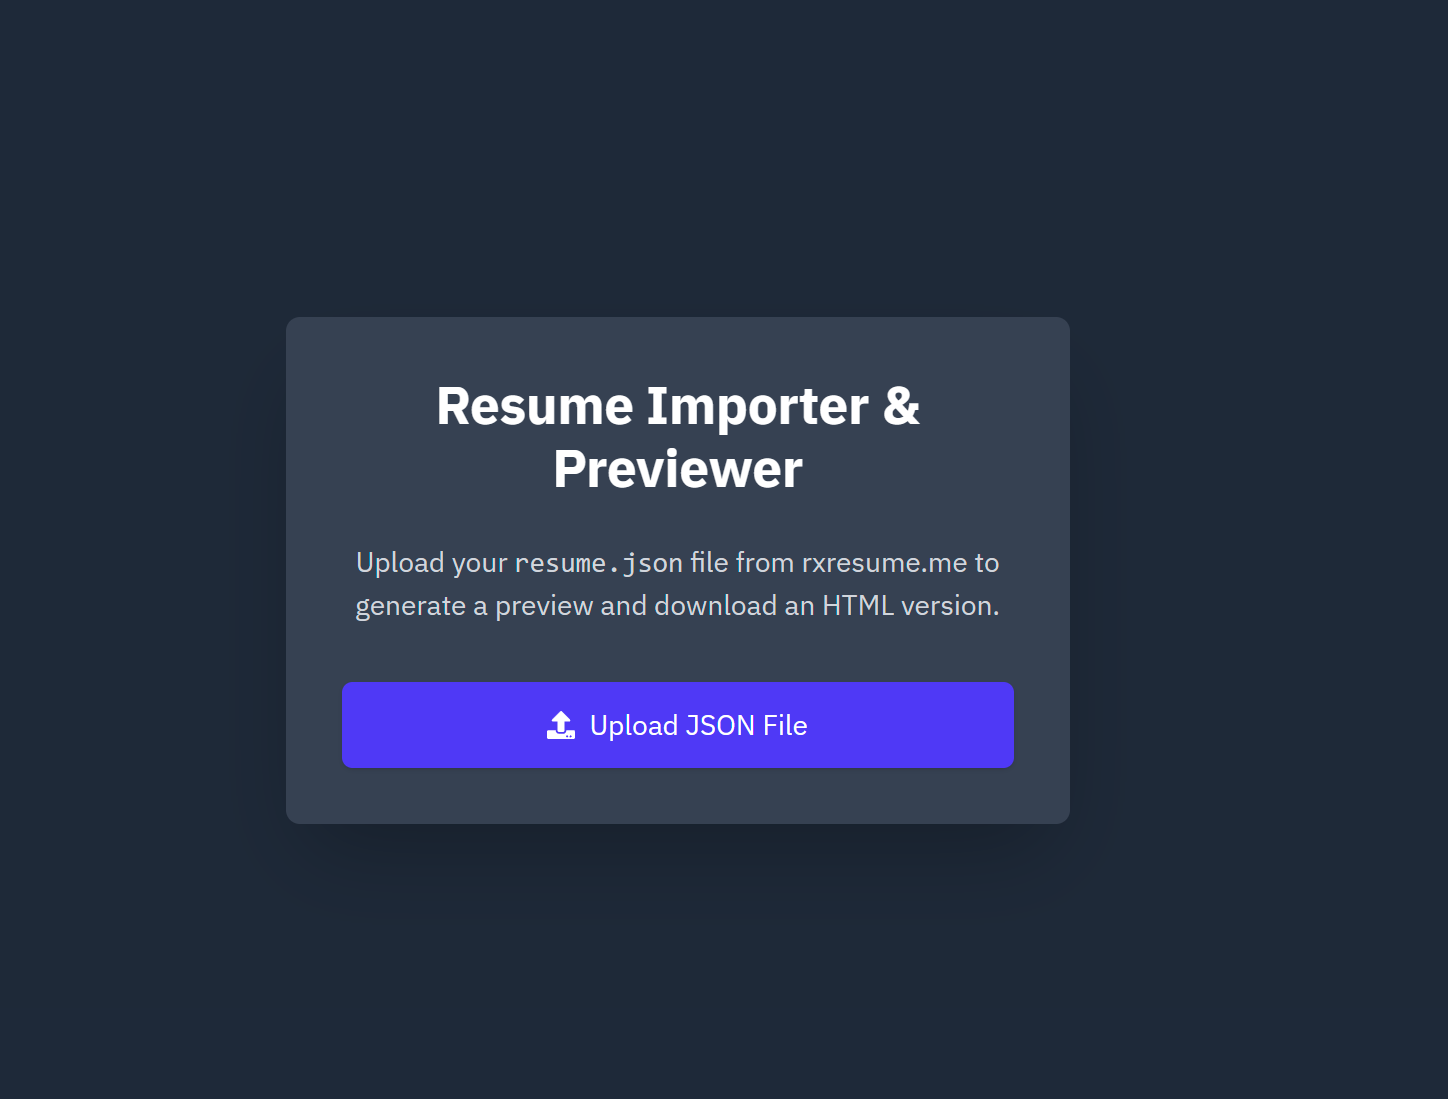 Resume Importer &
Previewer
Upload your resume.json file from rxresume.me to
generate a preview and download an HTML version.
Upload JSON File